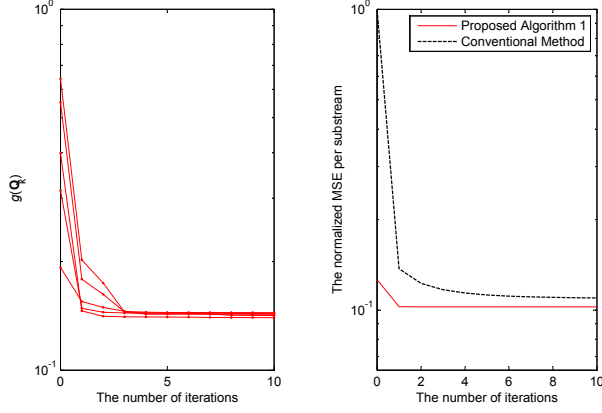 10^0
10^-1
g(Q_k)
0
5
10
The number of iterations
10^0
10^-1
The normalized MSE per substream
Proposed Algorithm 1
Conventional Method
0
2
4
6
8
10
The number of iterations